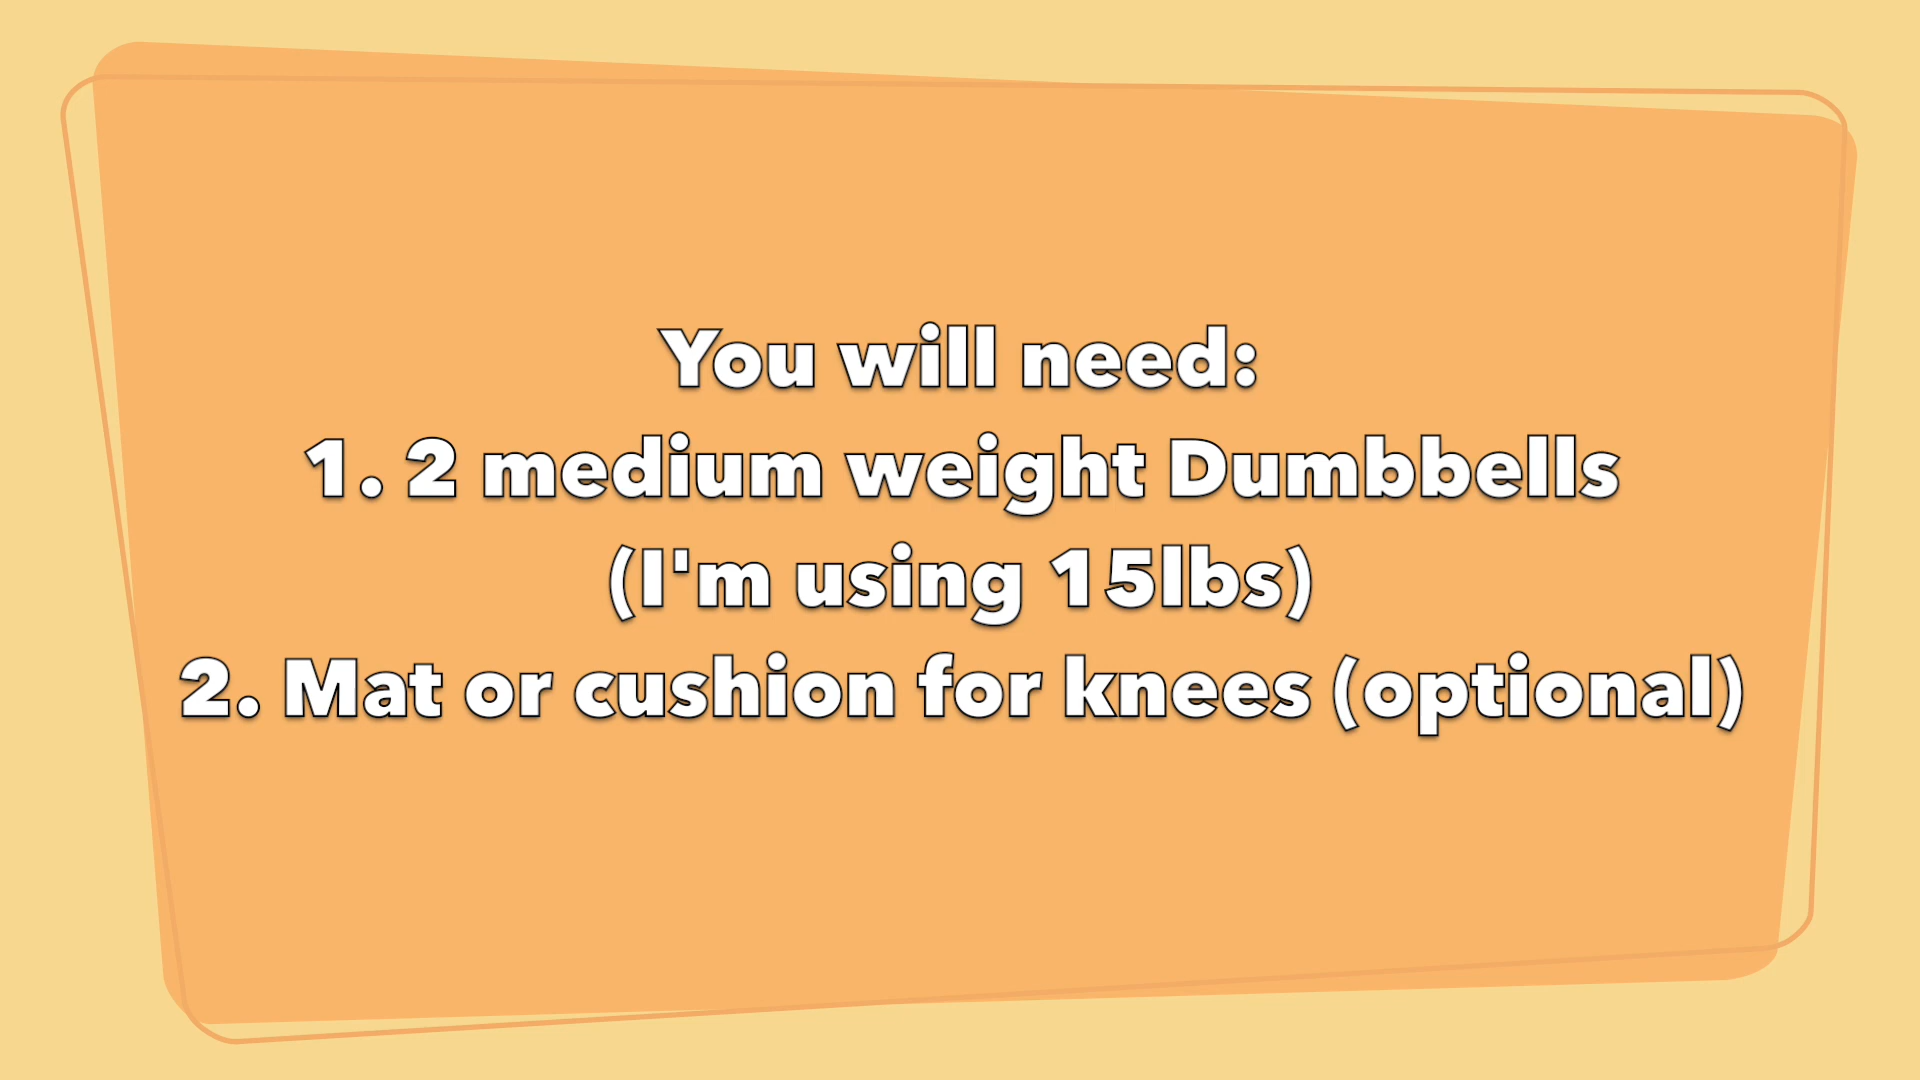 You will need:
1. 2 medium weight Dumbbells
(I'm using 15lbs)
2. Mat or cushion for knees (optional)